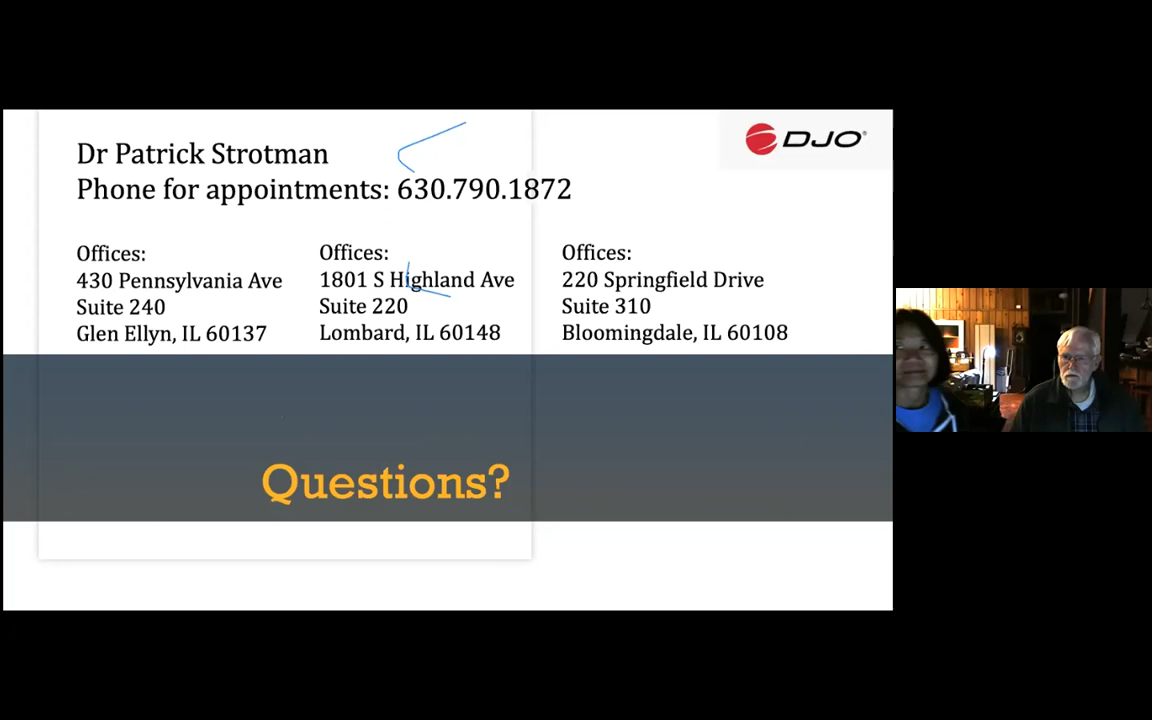 Dr Patrick Strotman
Phone for appointments: 630.790.1872
DJO®
Offices:
430 Pennsylvania Ave
Suite 240
Glen Ellyn, IL 60137
Offices:
1801 S Highland Ave
Suite 220
Lombard, IL 60148
Offices:
220 Springfield Drive
Suite 310
Bloomingdale, IL 60108
Questions?